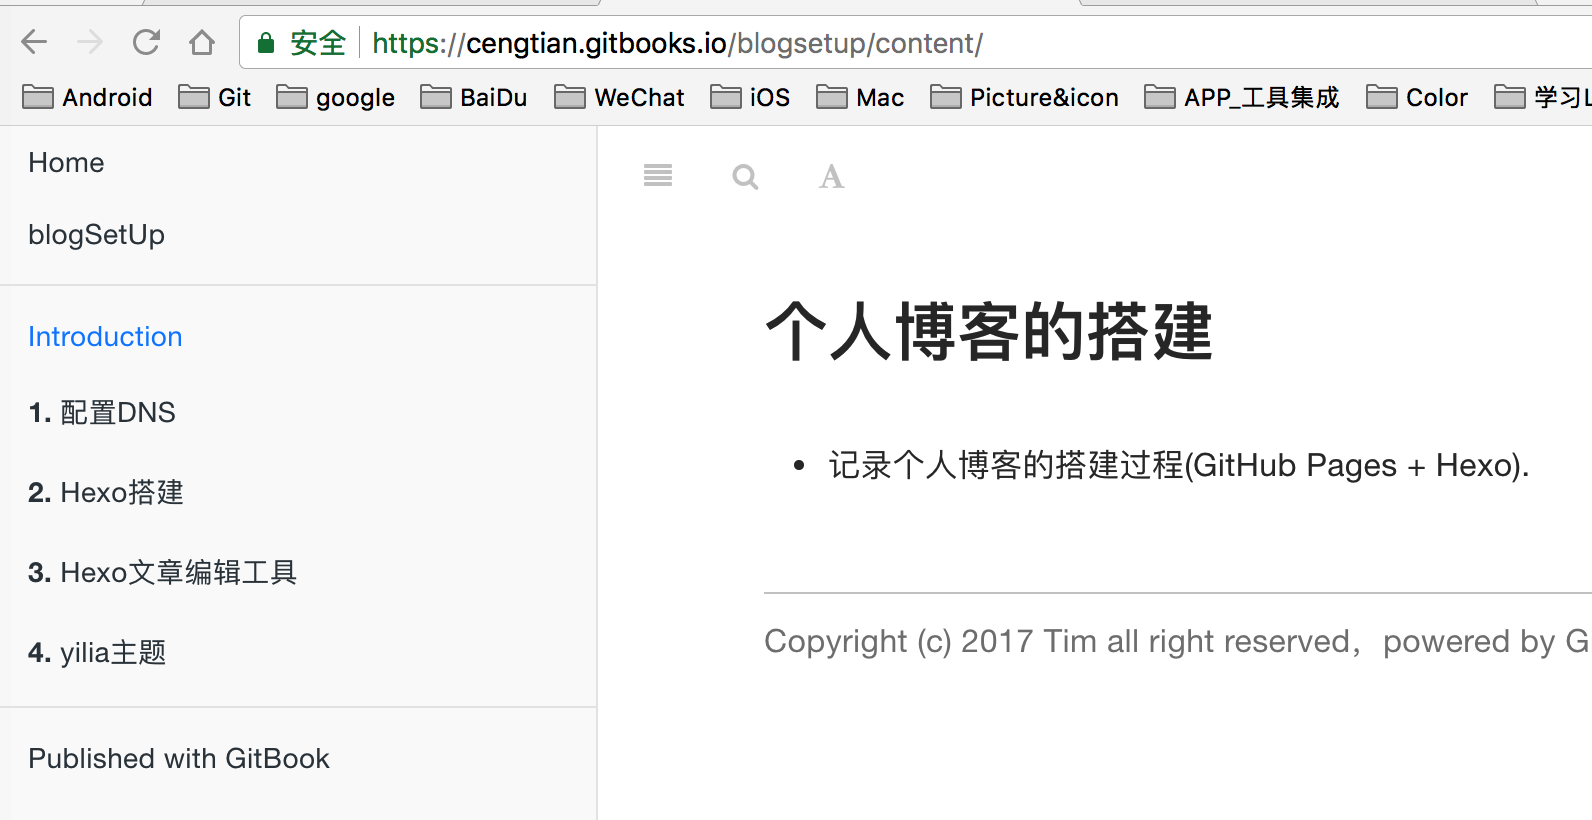 安全 https://cengtian.gitbooks.io/blogsetup/content/
Android Git google BaiDu WeChat iOS Mac Picture&icon APP_工具集成 Color 学习
Home
blogSetUp
Introduction
1. 配置DNS
2. Hexo搭建
3. Hexo文章编辑工具
4. yilia主题
Published with GitBook
A
个人博客的搭建
• 记录个人博客的搭建过程(GitHub Pages + Hexo).
Copyright (c) 2017 Tim all right reserved，powered by G